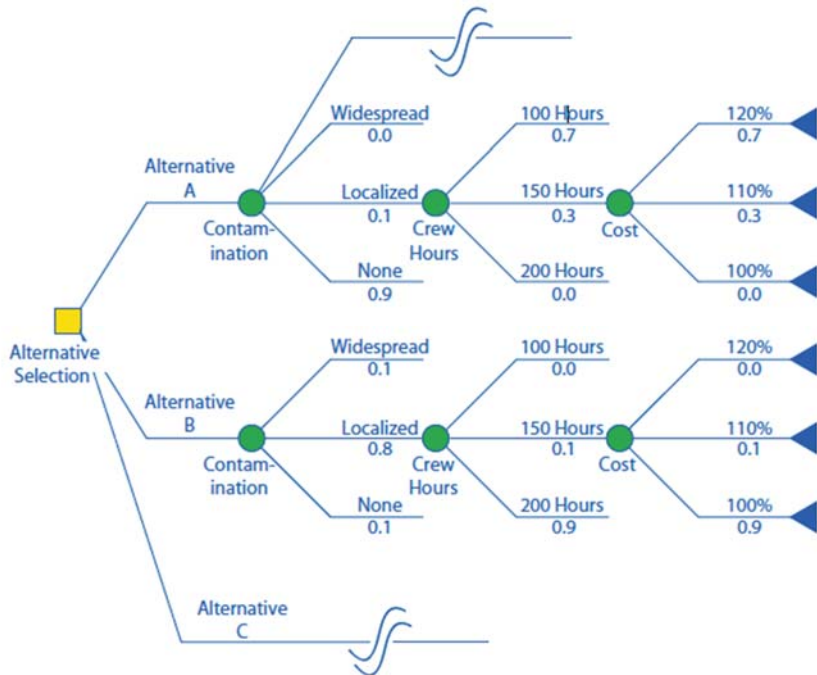 Widespread
0.0
100 Hours
0.7
120%
0.7
Alternative
A
Localized
0.1
150 Hours
0.3
110%
0.3
Contam-
ination
Crew
Hours
Cost
None
0.9
200 Hours
0.0
100%
0.0
Alternative
Selection
Widespread
0.1
100 Hours
0.0
120%
0.0
Alternative
B
Localized
0.8
150 Hours
0.1
110%
0.1
Contam-
ination
Crew
Hours
Cost
None
0.1
200 Hours
0.9
100%
0.9
Alternative
C